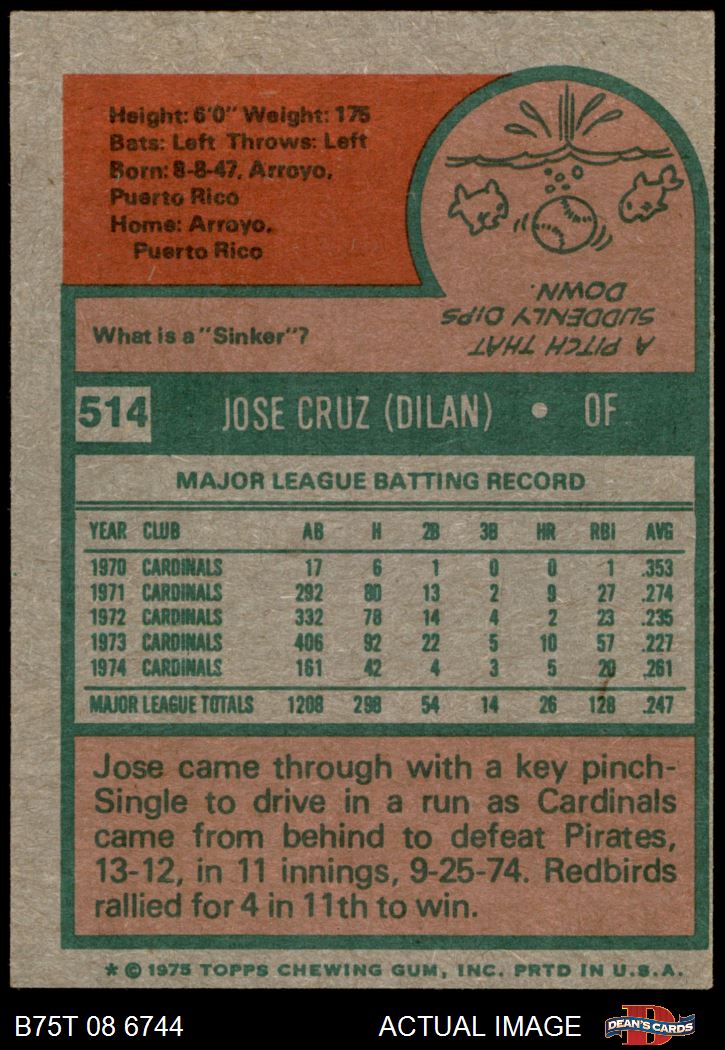 Height: 6'0" Weight: 175
Bats: Left Throws: Left
Born: 8-8-47, Arroyo,
Puerto Rico
Home: Arroyo,
Puerto Rico
What is a "Sinker"?
A PITCH THAT
SUDDENLY DIPS
DOWN.
514 JOSE CRUZ (DILAN) • OF
MAJOR LEAGUE BATTING RECORD
YEAR CLUB AB H 2B 3B HR RBI AVG
1970 CARDINALS 17 6 1 0 0 1 .353
1971 CARDINALS 292 80 13 2 9 27 .274
1972 CARDINALS 332 78 14 4 2 23 .235
1973 CARDINALS 406 92 22 5 10 57 .227
1974 CARDINALS 161 42 4 3 5 20 .261
MAJOR LEAGUE TOTALS 1208 298 54 14 26 128 .247
Jose came through with a key pinch-
Single to drive in a run as Cardinals
came from behind to defeat Pirates,
13-12, in 11 innings, 9-25-74. Redbirds
rallied for 4 in 11th to win.
* © 1975 TOPPS CHEWING GUM, INC. PRTD IN U.S.A.
B75T 08 6744 ACTUAL IMAGE
D
DEAN'S CARDS